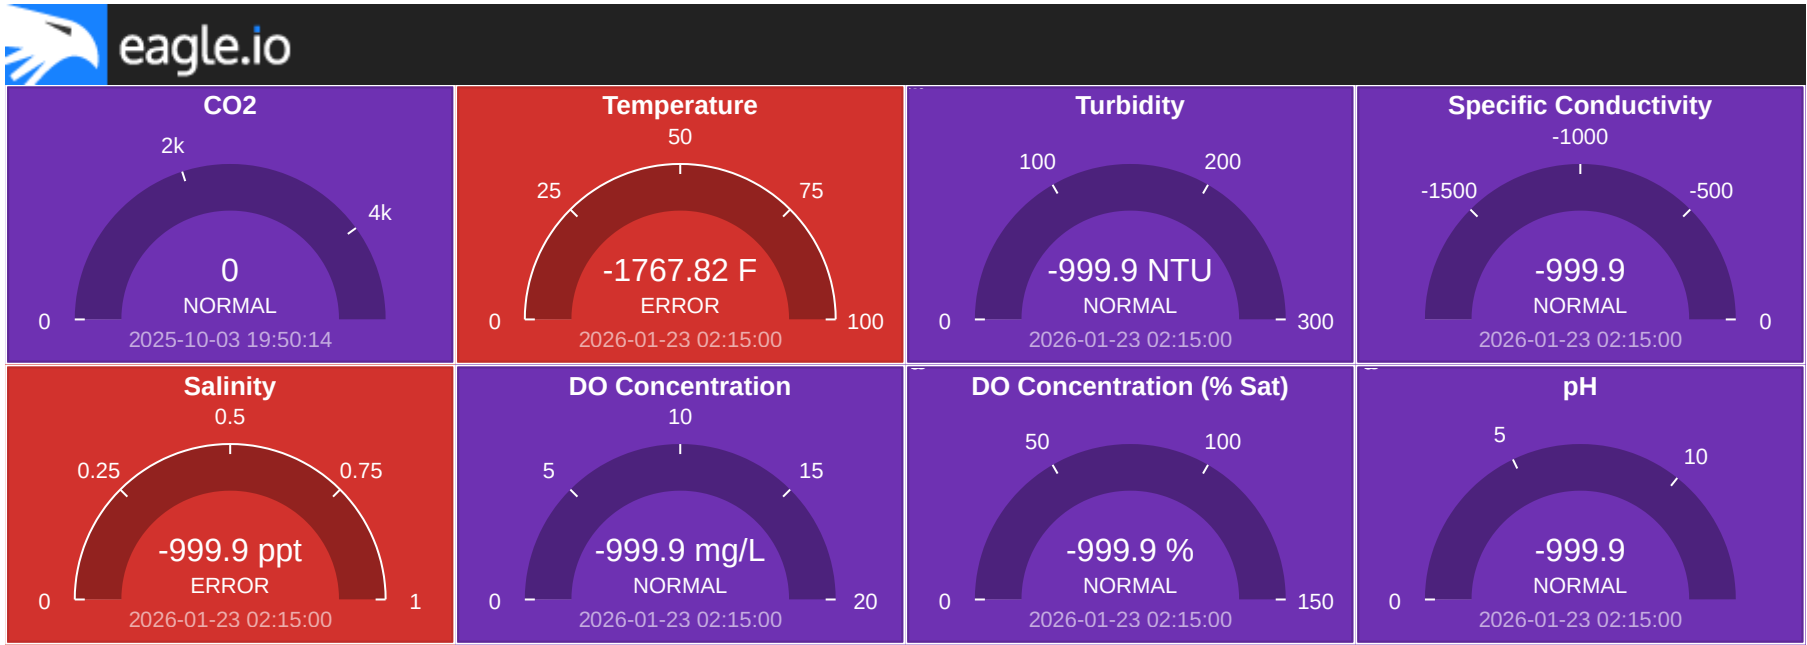 eagle.io
CO2
2k
4k
0
NORMAL
0
2025-10-03 19:50:14
Temperature
50
25
75
-1767.82 F
ERROR
0
100
2026-01-23 02:15:00
Turbidity
100
200
-999.9 NTU
NORMAL
0
300
2026-01-23 02:15:00
Specific Conductivity
-1000
-1500
-500
-999.9
NORMAL
0
2026-01-23 02:15:00
Salinity
0.5
0.25
0.75
-999.9 ppt
ERROR
0
1
2026-01-23 02:15:00
DO Concentration
10
5
15
-999.9 mg/L
NORMAL
0
20
2026-01-23 02:15:00
DO Concentration (% Sat)
50
100
-999.9 %
NORMAL
0
150
2026-01-23 02:15:00
pH
5
10
-999.9
NORMAL
0
2026-01-23 02:15:00